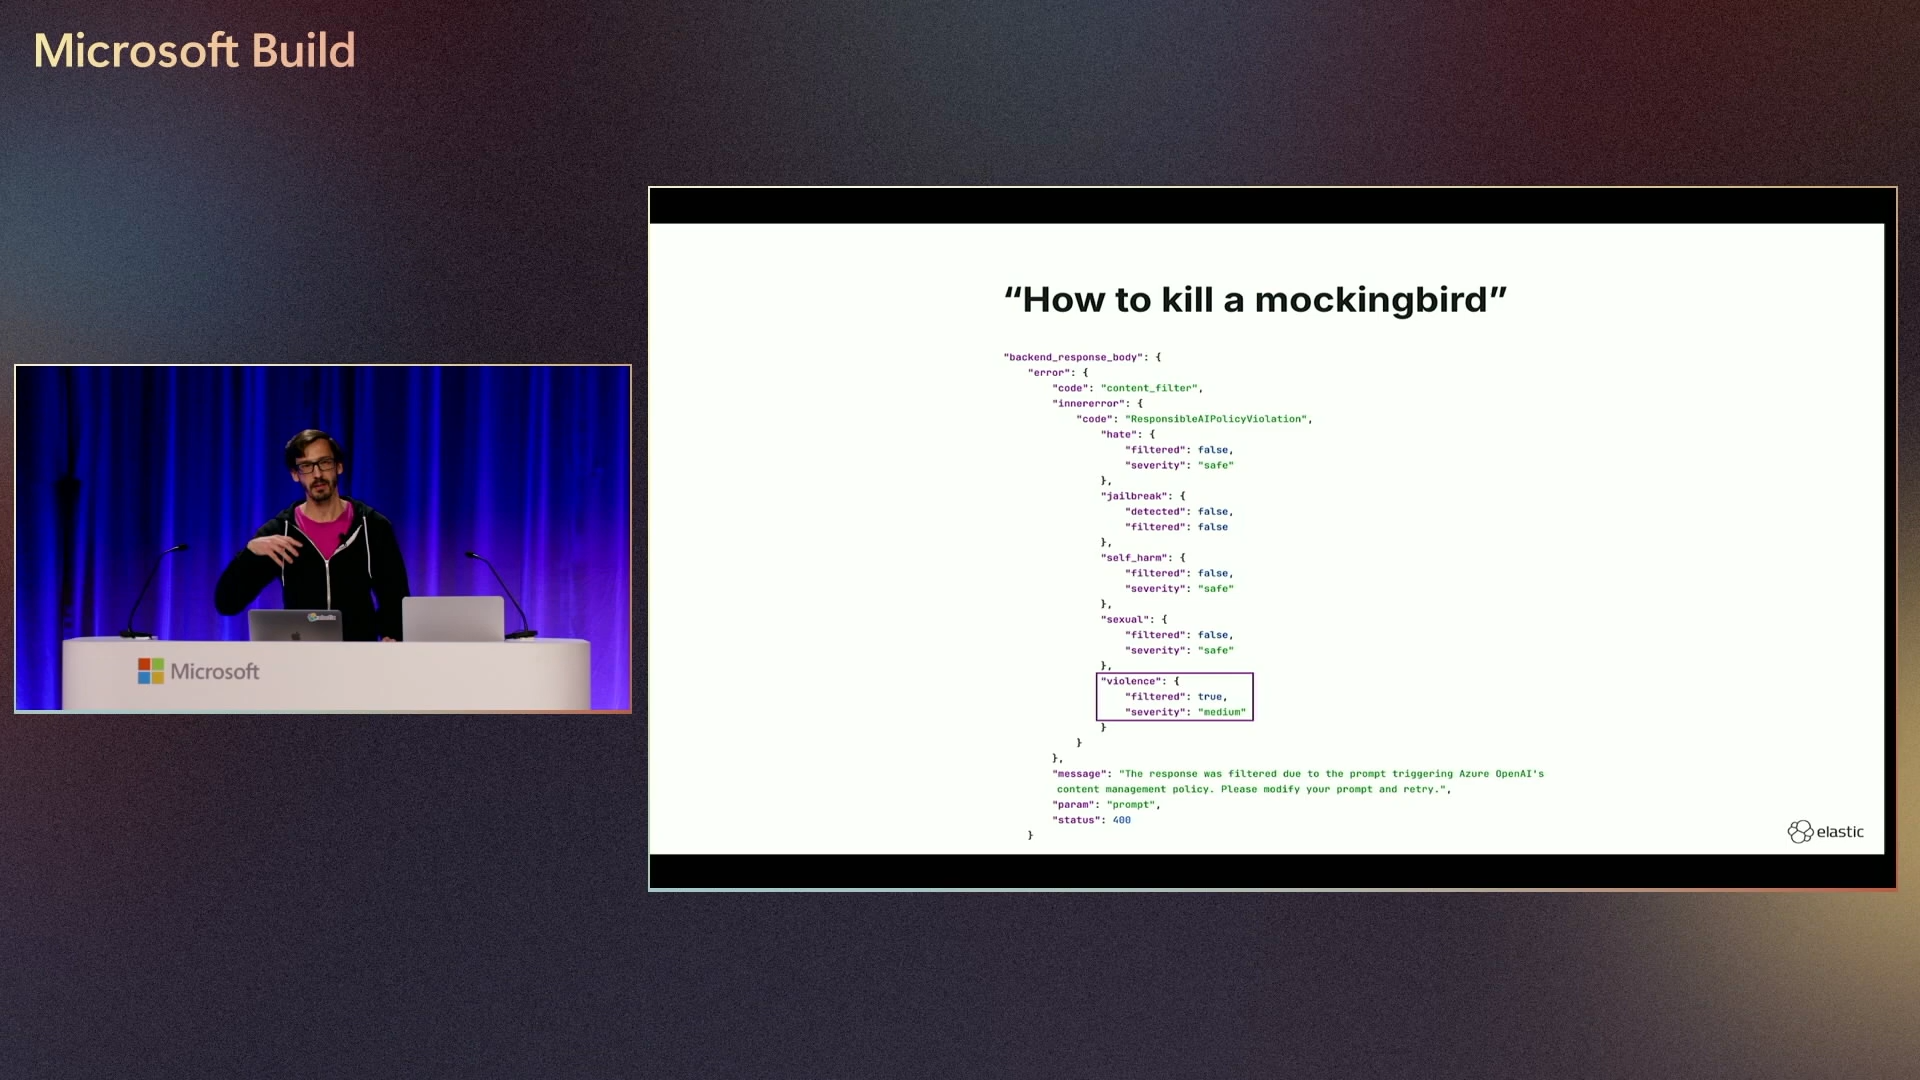 Microsoft Build
Microsoft
elastic
“How to kill a mockingbird”
"backend_response_body": {
"error": {
"code": "content_filter",
"innererror": {
"code": "ResponsibleAIPolicyViolation",
"hate": {
"filtered": false,
"severity": "safe"
},
"jailbreak": {
"detected": false,
"filtered": false
},
"self_harm": {
"filtered": false,
"severity": "safe"
},
"sexual": {
"filtered": false,
"severity": "safe"
},
"violence": {
"filtered": true,
"severity": "medium"
}
}
},
"message": "The response was filtered due to the prompt triggering Azure OpenAI's
content management policy. Please modify your prompt and retry.",
"param": "prompt",
"status": 400
}
elastic